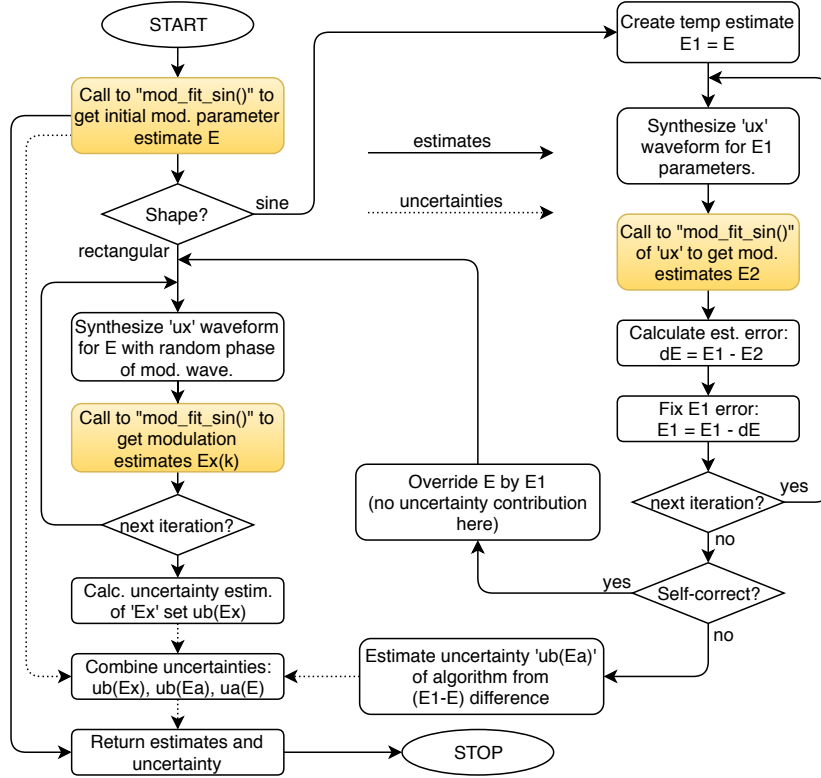 START
Call to "mod_fit_sin()" to
get initial mod. parameter
estimate E
Shape?
sine
rectangular
Synthesize 'ux' waveform
for E with random phase
of mod. wave.
Call to "mod_fit_sin()" to
get modulation
estimates Ex(k)
next iteration?
Calc. uncertainty estim.
of 'Ex' set ub(Ex)
Combine uncertainties:
ub(Ex), ub(Ea), ua(E)
Return estimates and
uncertainty
STOP
estimates
uncertainties
Create temp estimate
E1 = E
Synthesize 'ux'
waveform for E1
parameters.
Call to "mod_fit_sin()"
of 'ux' to get mod.
estimates E2
Calculate est. error:
dE = E1 - E2
Fix E1 error:
E1 = E1 - dE
next iteration?
yes
no
Self-correct?
yes
no
Override E by E1
(no uncertainty contribution
here)
Estimate uncertainty 'ub(Ea)'
of algorithm from
(E1-E) difference